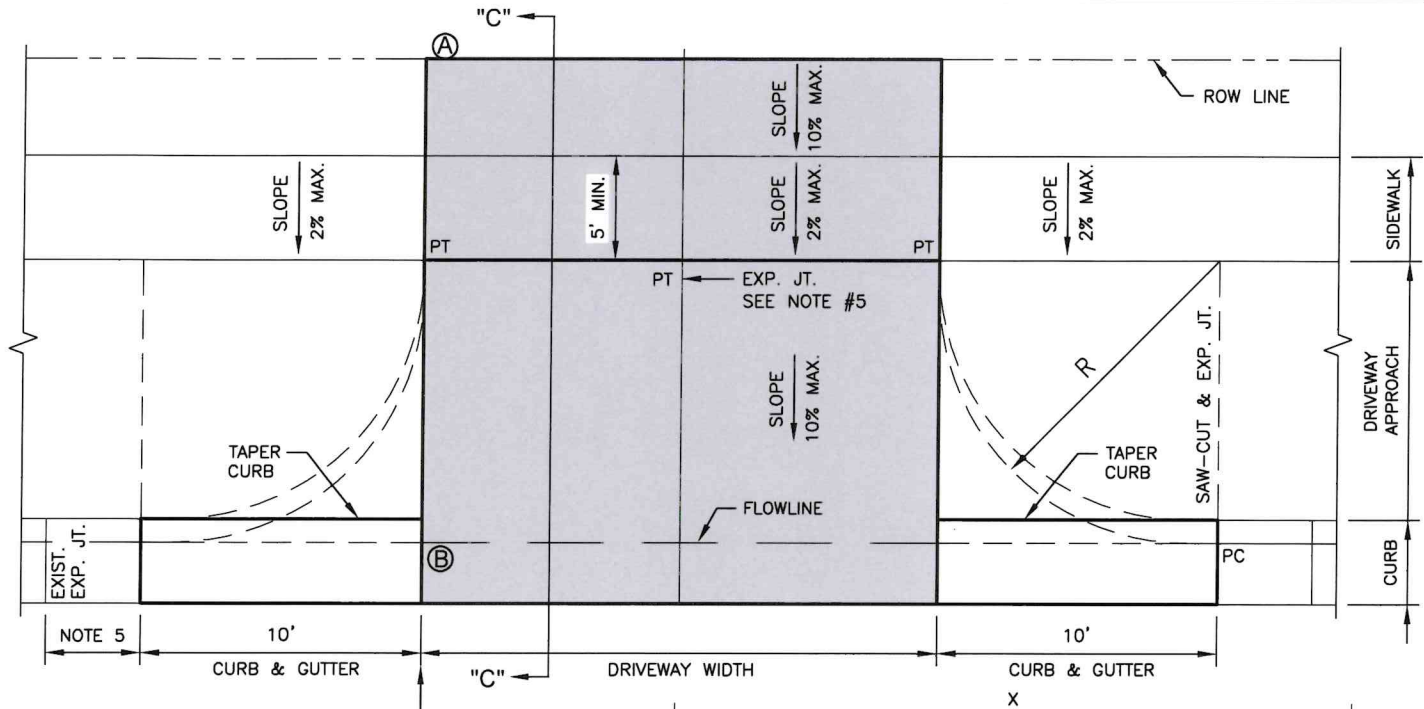 "C"
A
ROW LINE
SLOPE
10% MAX.
SLOPE
2% MAX.
5' MIN.
SLOPE
2% MAX.
SLOPE
2% MAX.
SIDEWALK
PT
PT
PT
EXP. JT.
SEE NOTE #5
R
SAW-CUT & EXP. JT.
DRIVEWAY
APPROACH
SLOPE
10% MAX.
TAPER
CURB
TAPER
CURB
FLOWLINE
EXIST.
EXP. JT.
B
PC
CURB
NOTE 5
10'
CURB & GUTTER
"C"
DRIVEWAY WIDTH
10'
CURB & GUTTER
X